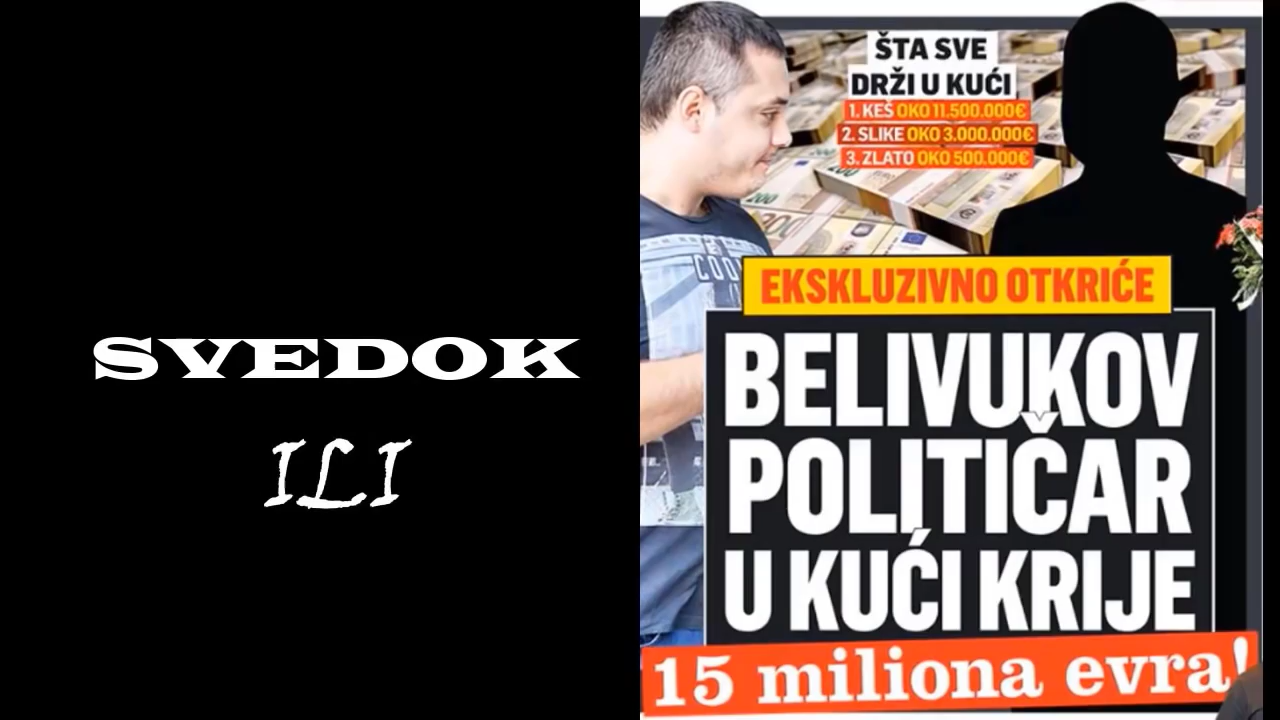 SVEDOK
ILI
ŠTA SVE
DRŽI U KUĆI
1. KEŠ OKO 11.500.000€
2. SLIKE OKO 3.000.000€
3. ZLATO OKO 500.000€
EKSKLUZIVNO OTKRIĆE
BELIVUKOV
POLITIČAR
U KUĆI KRIJE
15 miliona evra!